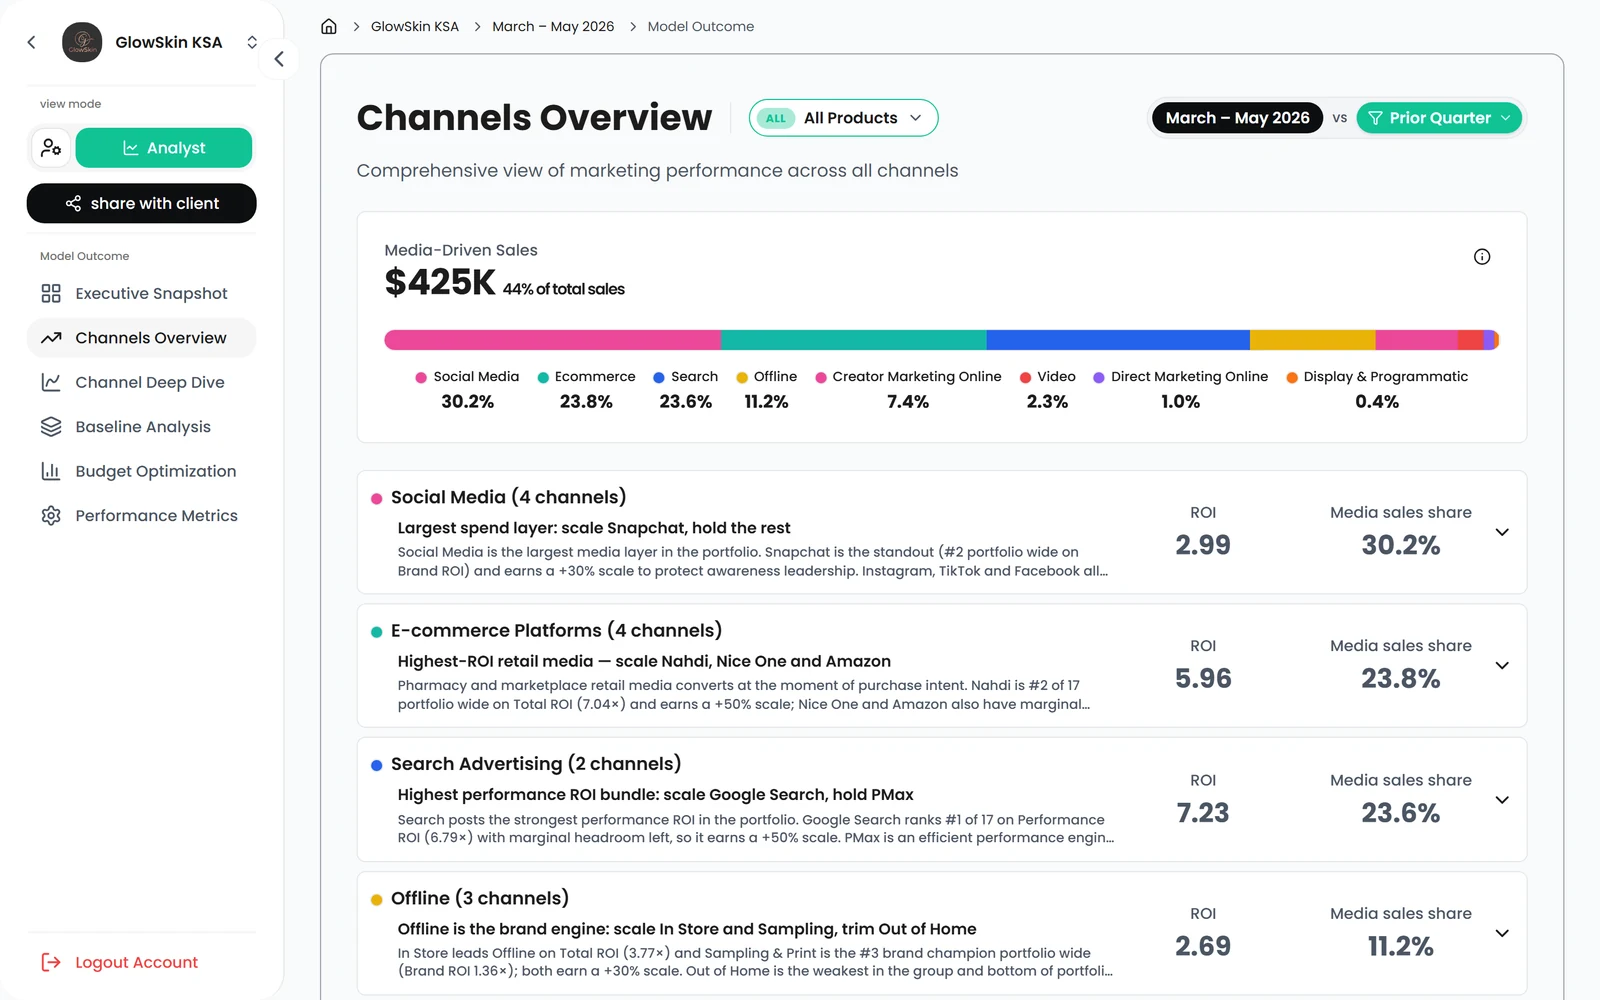 GlowSkin
GlowSkin KSA
view mode
Analyst
share with client
Model Outcome
Executive Snapshot
Channels Overview
Channel Deep Dive
Baseline Analysis
Budget Optimization
Performance Metrics
Logout Account
GlowSkin KSA
March – May 2026
Model Outcome
Channels Overview
ALL All Products
March – May 2026 vs Prior Quarter
Comprehensive view of marketing performance across all channels
Media-Driven Sales
$425K 44% of total sales
Social Media Ecommerce Search Offline Creator Marketing Online Video Direct Marketing Online Display & Programmatic
30.2% 23.8% 23.6% 11.2% 7.4% 2.3% 1.0% 0.4%
Social Media (4 channels)
Largest spend layer: scale Snapchat, hold the rest
Social Media is the largest media layer in the portfolio. Snapchat is the standout (#2 portfolio wide on
Brand ROI) and earns a +30% scale to protect awareness leadership. Instagram, TikTok and Facebook all...
ROI
2.99
Media sales share
30.2%
E-commerce Platforms (4 channels)
Highest-ROI retail media — scale Nahdi, Nice One and Amazon
Pharmacy and marketplace retail media converts at the moment of purchase intent. Nahdi is #2 of 17
portfolio wide on Total ROI (7.04×) and earns a +50% scale; Nice One and Amazon also have marginal...
ROI
5.96
Media sales share
23.8%
Search Advertising (2 channels)
Highest performance ROI bundle: scale Google Search, hold PMax
Search posts the strongest performance ROI in the portfolio. Google Search ranks #1 of 17 on Performance
ROI (6.79×) with marginal headroom left, so it earns a +50% scale. PMax is an efficient performance engin...
ROI
7.23
Media sales share
23.6%
Offline (3 channels)
Offline is the brand engine: scale In Store and Sampling, trim Out of Home
In Store leads Offline on Total ROI (3.77×) and Sampling & Print is the #3 brand champion portfolio wide
(Brand ROI 1.36×); both earn a +30% scale. Out of Home is the weakest in the group and bottom of portfoli...
ROI
2.69
Media sales share
11.2%